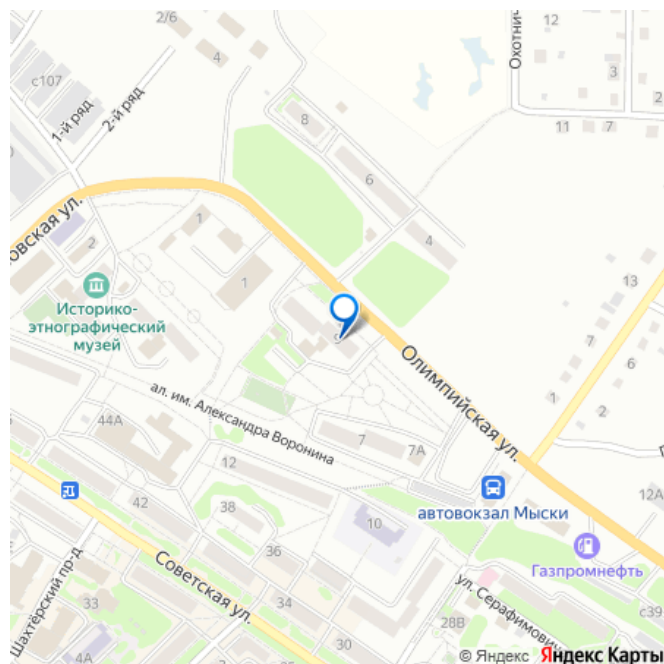 12
2/6
Охотнич
4
с107
3
2
1-й ряд
2-й ряд
8
11
7
6
овская ул.
1
4
2
1
13
Историко-
этнографический
музей
9
7
Олимпийская ул.
6
1
2
ал. им. Александра Воронина
44А
7
7А
12
42
38
10
автовокзал Мыски
12А
36
Газпромнефть
Советская ул.
Шахтёрский пр-д
33
34
ул. Серафимович
с39
28В
4А
30
© Яндекс Яндекс Карты